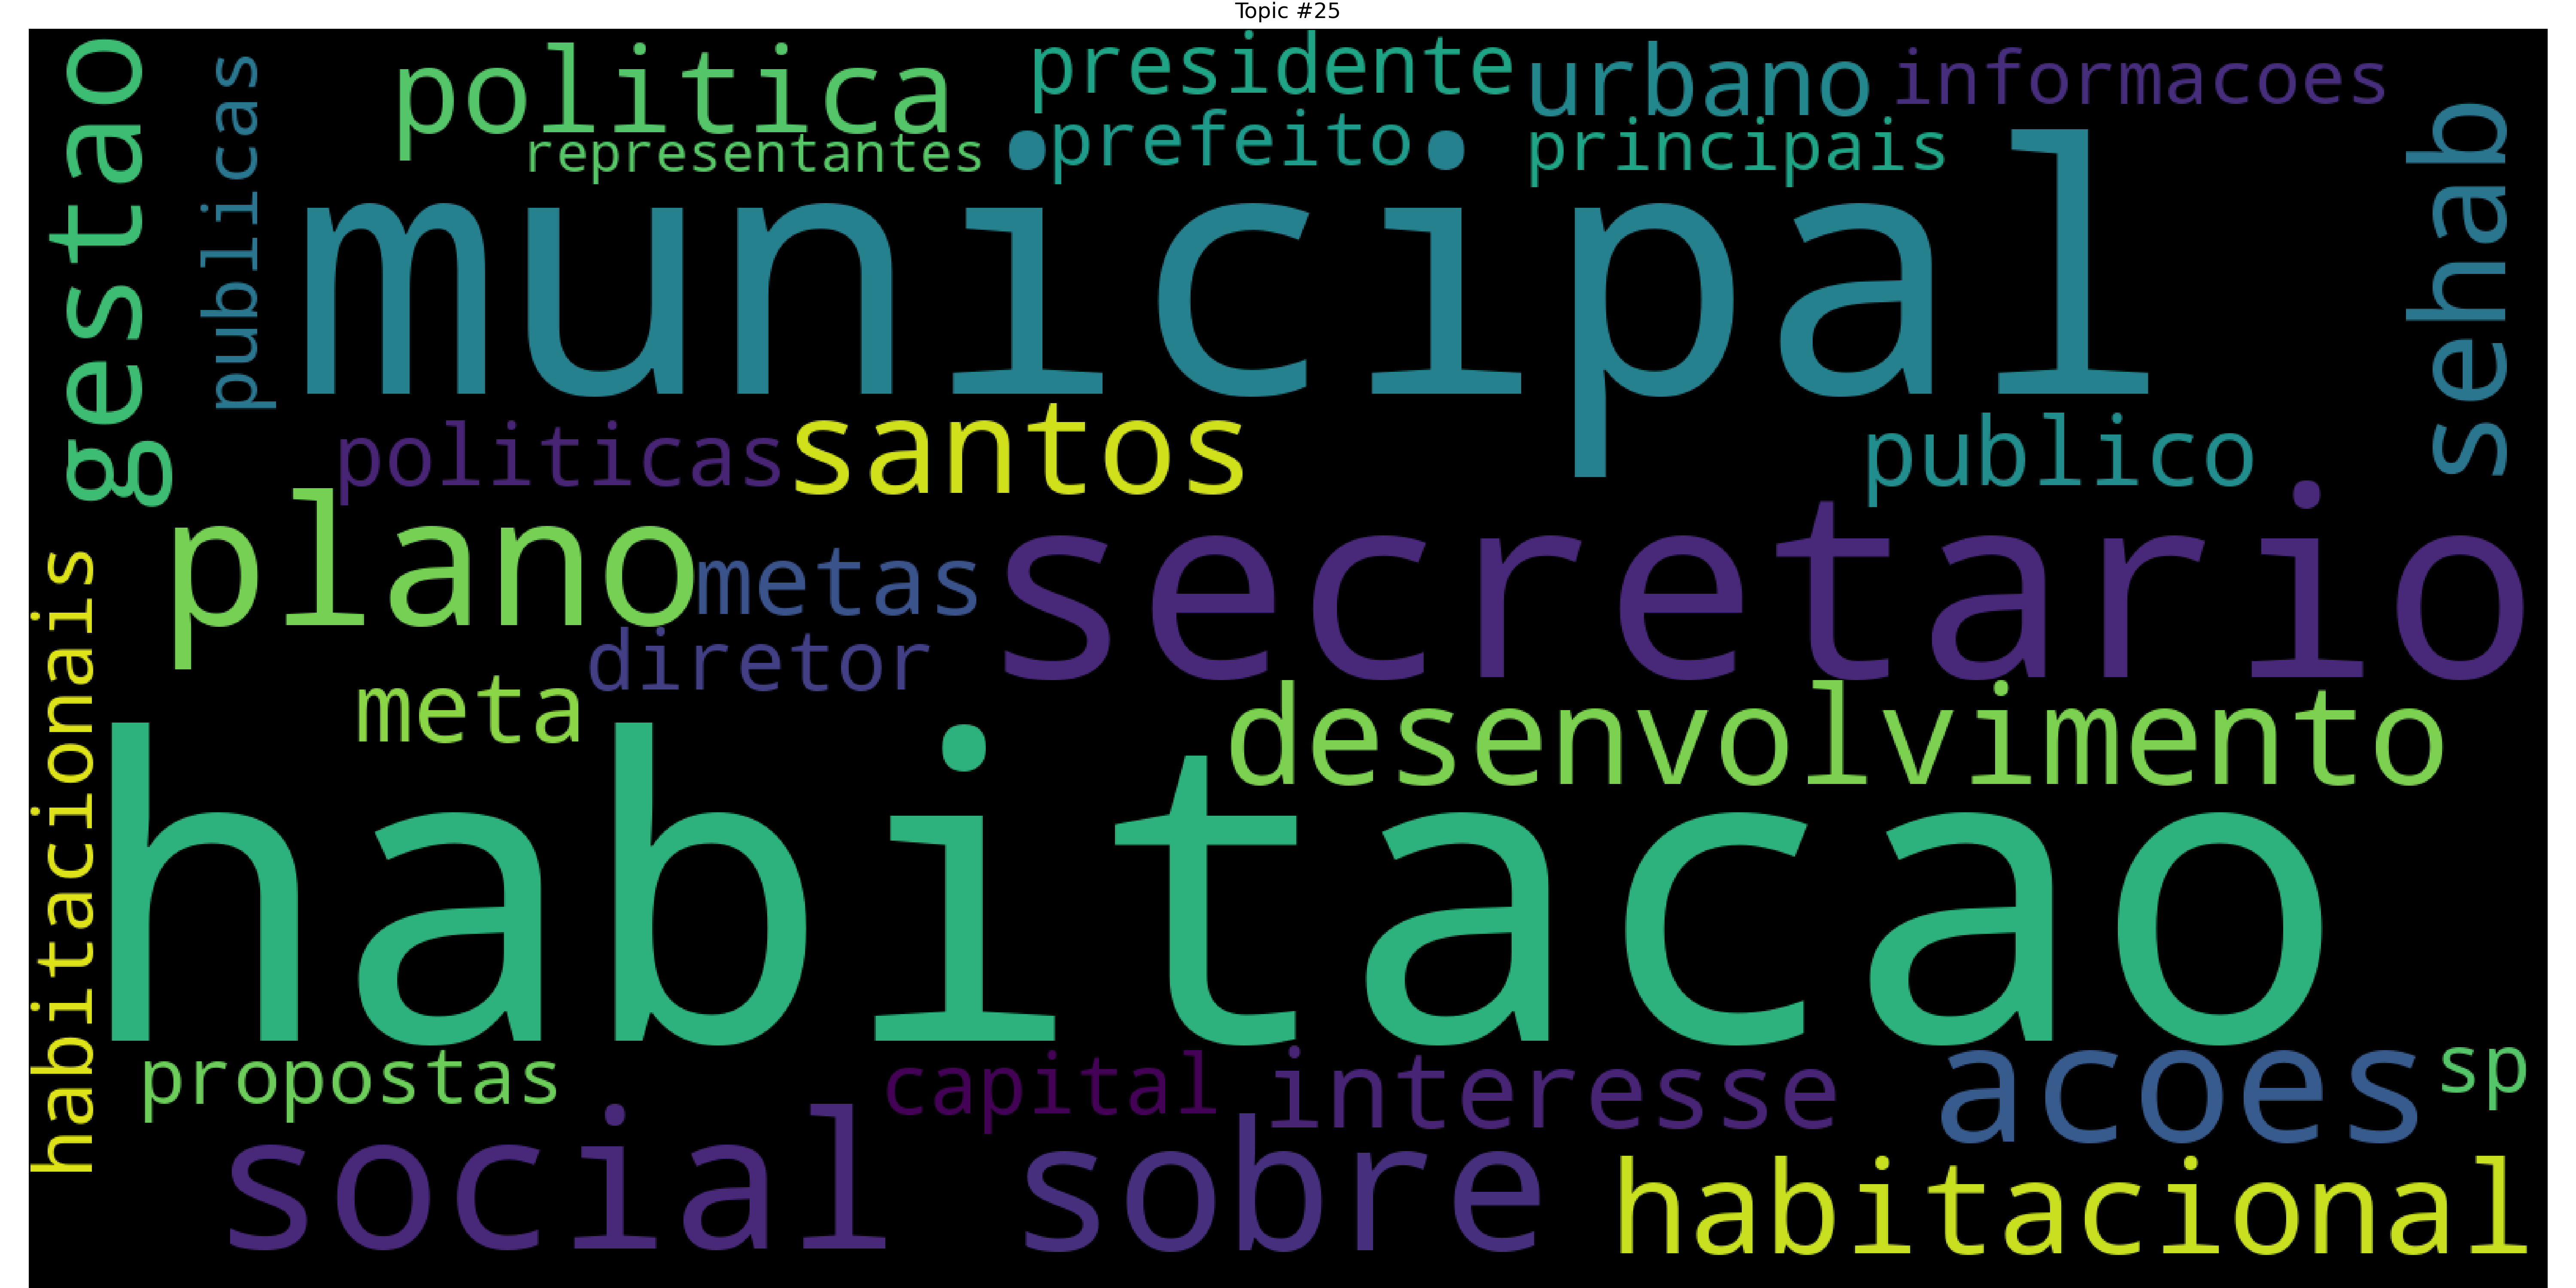 Topic #25
gestao
publicas
politica
representantes
presidente
prefeito
urbano
principais
informacoes
sehab
municipal
politicas
santos
publico
plano
metas
secretario
diretor
meta
desenvolvimento
habitacionais
habitacao
propostas
capital
interesse
acoes
sp
social
sobre
habitacional